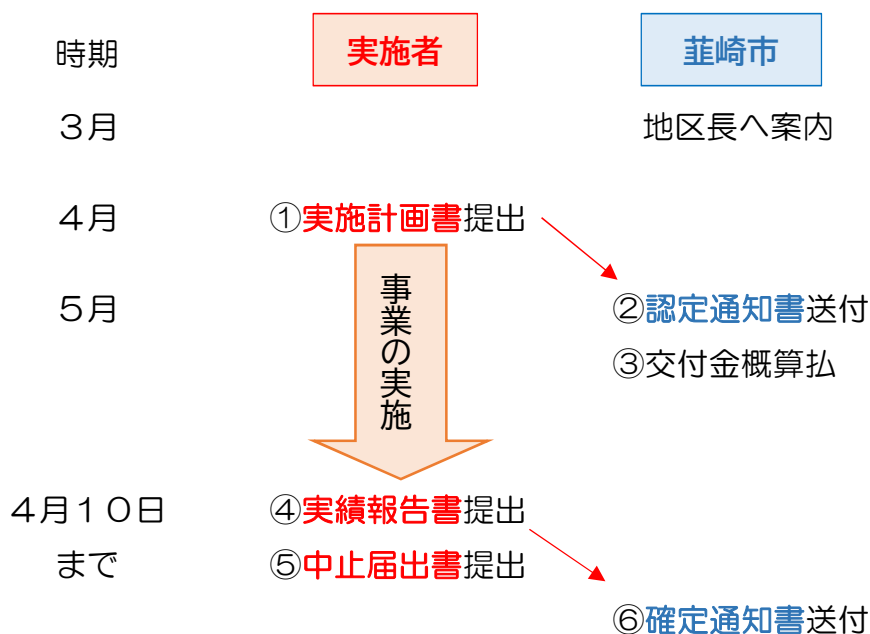 時期 実施者 韮崎市
３月 地区長へ案内
４月 ①実施計画書提出
事業の実施
５月 ②認定通知書送付
③交付金概算払
４月１０日 ④実績報告書提出
まで ⑤中止届出書提出
⑥確定通知書送付